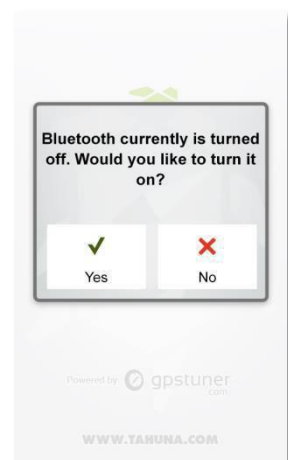 Bluetooth currently is turned
off. Would you like to turn it
on?
Yes
No
Powered by gpstuner
.com
WWW.TAHUNA.COM